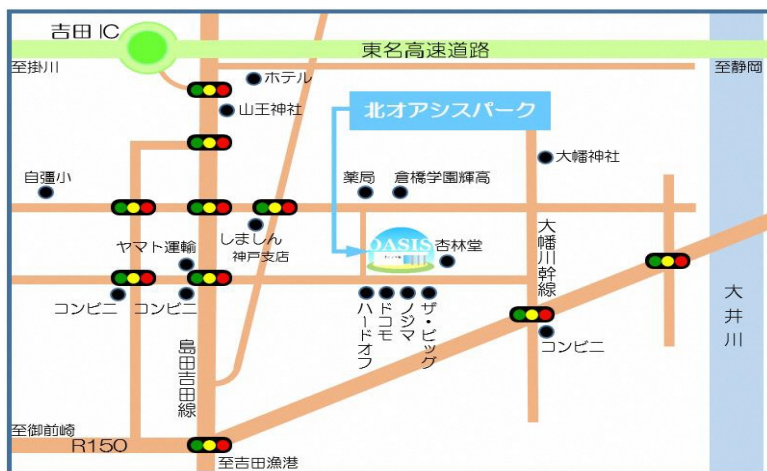 吉田 IC
東名高速道路
至掛川
至静岡
ホテル
山王神社
北オアシスパーク
大幡神社
自彊小
薬局
倉橋学園輝高
しましん
神戸支店
OASIS
杏林堂
大幡川幹線
ヤマト運輸
コンビニ
コンビニ
ハードオフ
ドコモ
ノジマ
ザ・ビッグ
コンビニ
大井川
島田吉田線
至御前崎
R150
至吉田漁港